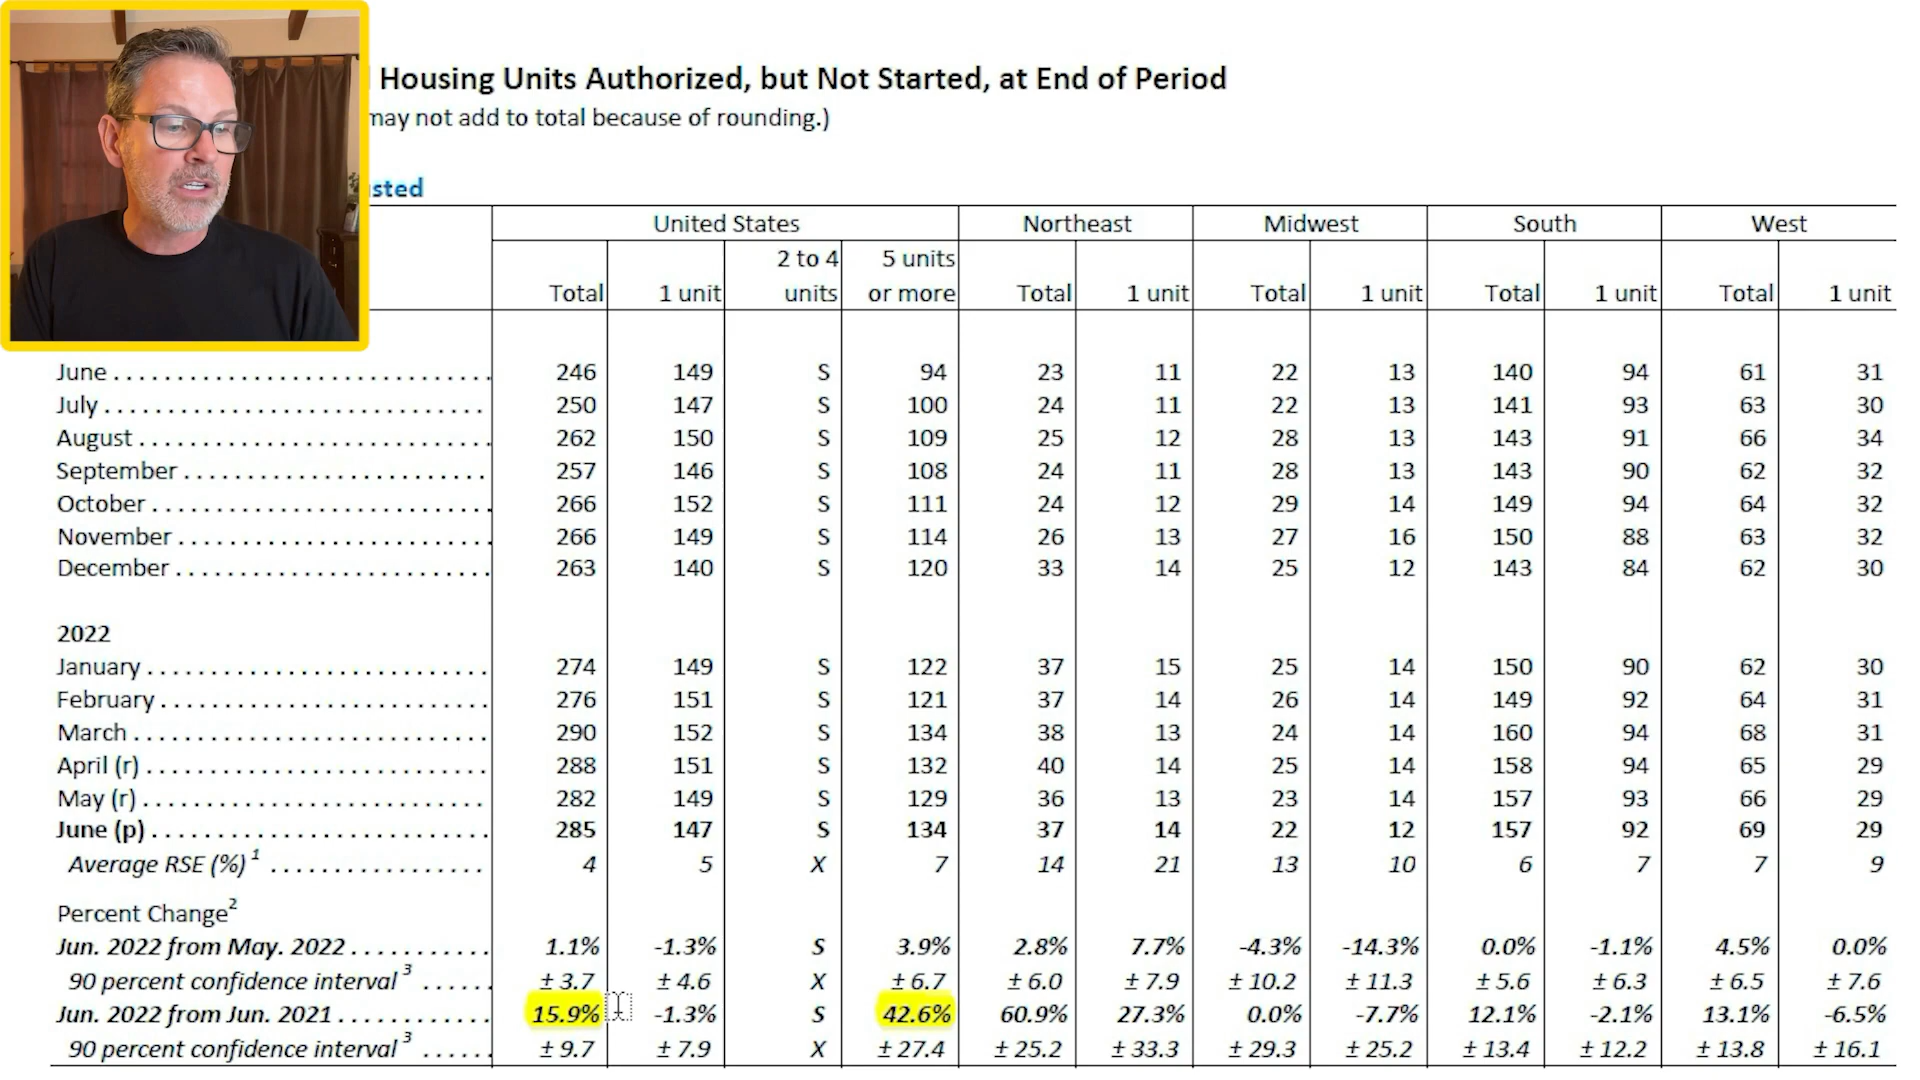 Housing Units Authorized, but Not Started, at End of Period
may not add to total because of rounding.)
United States Northeast Midwest South West
Total 1 unit 2 to 4 units 5 units or more Total 1 unit Total 1 unit Total 1 unit Total 1 unit
June 246 149 S 94 23 11 22 13 140 94 61 31
July 250 147 S 100 24 11 22 13 141 93 63 30
August 262 150 S 109 25 12 28 13 143 91 66 34
September 257 146 S 108 24 11 28 13 143 90 62 32
October 266 152 S 111 24 12 29 14 149 94 64 32
November 266 149 S 114 26 13 27 16 150 88 63 32
December 263 140 S 120 33 14 25 12 143 84 62 30
2022
January 274 149 S 122 37 15 25 14 150 90 62 30
February 276 151 S 121 37 14 26 14 149 92 64 31
March 290 152 S 134 38 13 24 14 160 94 68 31
April (r) 288 151 S 132 40 14 25 14 158 94 65 29
May (r) 282 149 S 129 36 13 23 14 157 93 66 29
June (p) 285 147 S 134 37 14 22 12 157 92 69 29
Average RSE (%) 1 4 5 X 7 14 21 13 10 6 7 7 9
Percent Change2
Jun. 2022 from May. 2022 1.1% -1.3% S 3.9% 2.8% 7.7% -4.3% -14.3% 0.0% -1.1% 4.5% 0.0%
90 percent confidence interval 3 ± 3.7 ± 4.6 X ± 6.7 ± 6.0 ± 7.9 ± 10.2 ± 11.3 ± 5.6 ± 6.3 ± 6.5 ± 7.6
Jun. 2022 from Jun. 2021 15.9% -1.3% S 42.6% 60.9% 27.3% 0.0% -7.7% 12.1% -2.1% 13.1% -6.5%
90 percent confidence interval 3 ± 9.7 ± 7.9 X ± 27.4 ± 25.2 ± 33.3 ± 29.3 ± 25.2 ± 13.4 ± 12.2 ± 13.8 ± 16.1